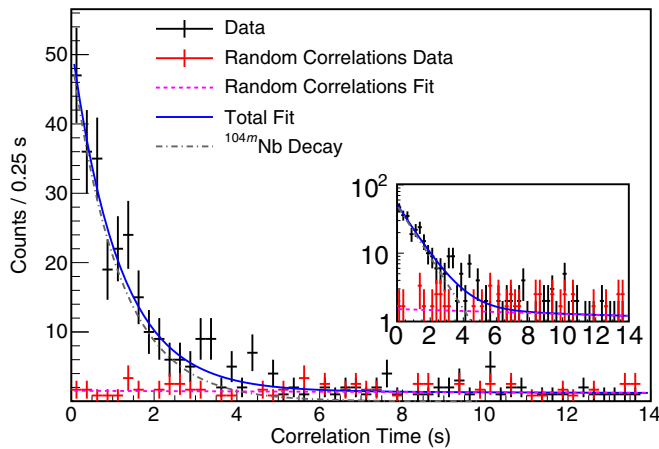 Counts / 0.25 s
50
40
30
20
10
Data
Random Correlations Data
Random Correlations Fit
Total Fit
104mNb Decay
10²
10
1
0 2 4 6 8 10 12 14
0 2 4 6 8 10 12 14
Correlation Time (s)